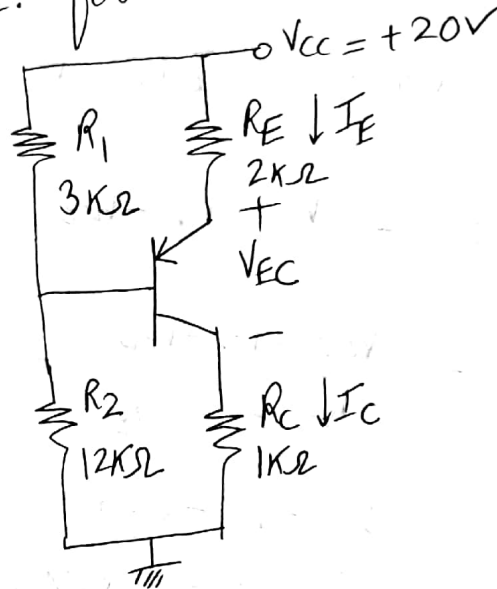 VCC = +20V
R1
3KΩ
RE ↓ IE
2KΩ
+
VEC
-
R2
12KΩ
RC ↓ IC
1KΩ